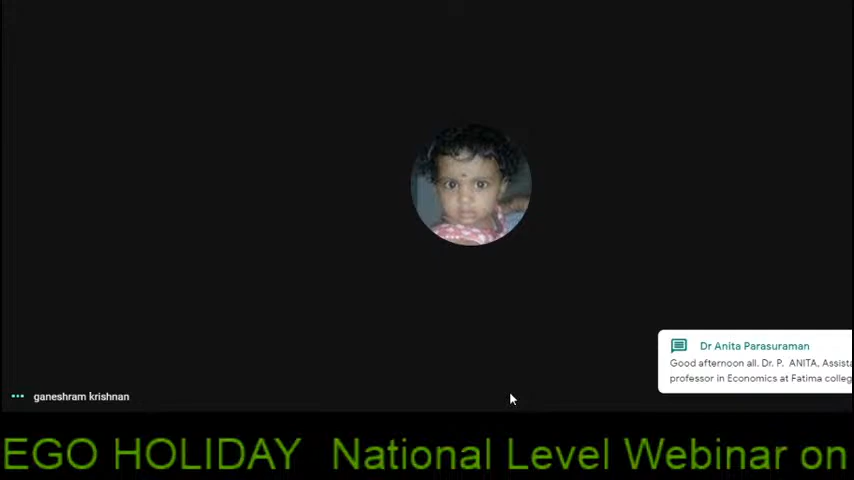 Dr Anita Parasuraman
Good afternoon all. Dr. P. ANITA, Assista
professor in Economics at Fatima colleg
ganeshram krishnan
EGO HOLIDAY National Level Webinar on